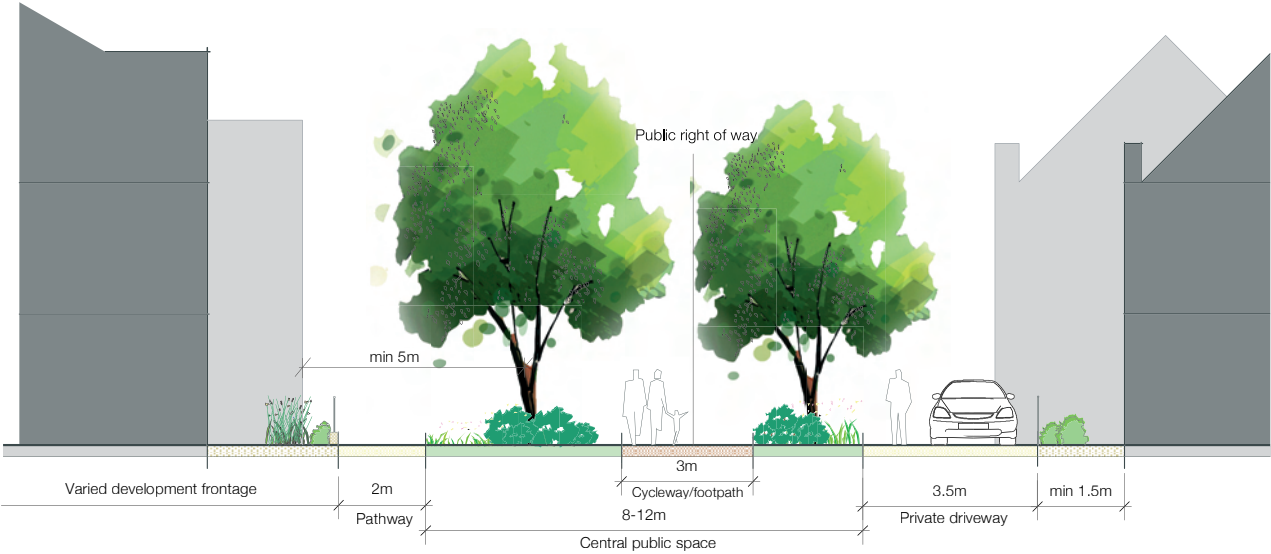 Public right of way
min 5m
3m
Cycleway/footpath
Varied development frontage
2m
Pathway
8-12m
Central public space
3.5m
Private driveway
min 1.5m